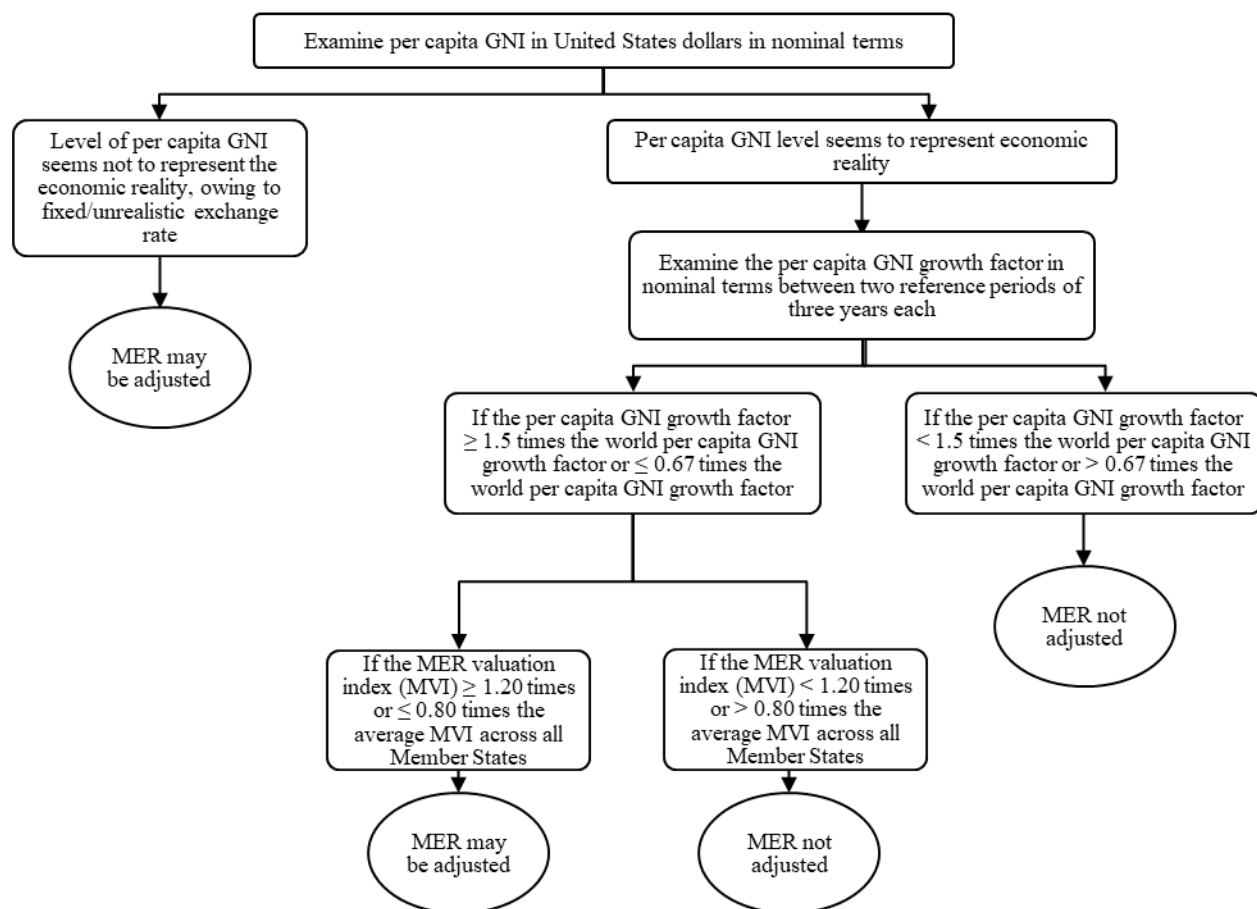 Examine per capita GNI in United States dollars in nominal terms
Level of per capita GNI
seems not to represent the
economic reality, owing to
fixed/unrealistic exchange
rate
MER may
be adjusted
Per capita GNI level seems to represent economic
reality
Examine the per capita GNI growth factor in
nominal terms between two reference periods of
three years each
If the per capita GNI growth factor
≥ 1.5 times the world per capita GNI
growth factor or ≤ 0.67 times the
world per capita GNI growth factor
If the per capita GNI growth factor
< 1.5 times the world per capita GNI
growth factor or > 0.67 times the
world per capita GNI growth factor
MER not
adjusted
If the MER valuation
index (MVI) ≥ 1.20 times
or ≤ 0.80 times the
average MVI across all
Member States
If the MER valuation
index (MVI) < 1.20 times
or > 0.80 times the
average MVI across all
Member States
MER may
be adjusted
MER not
adjusted